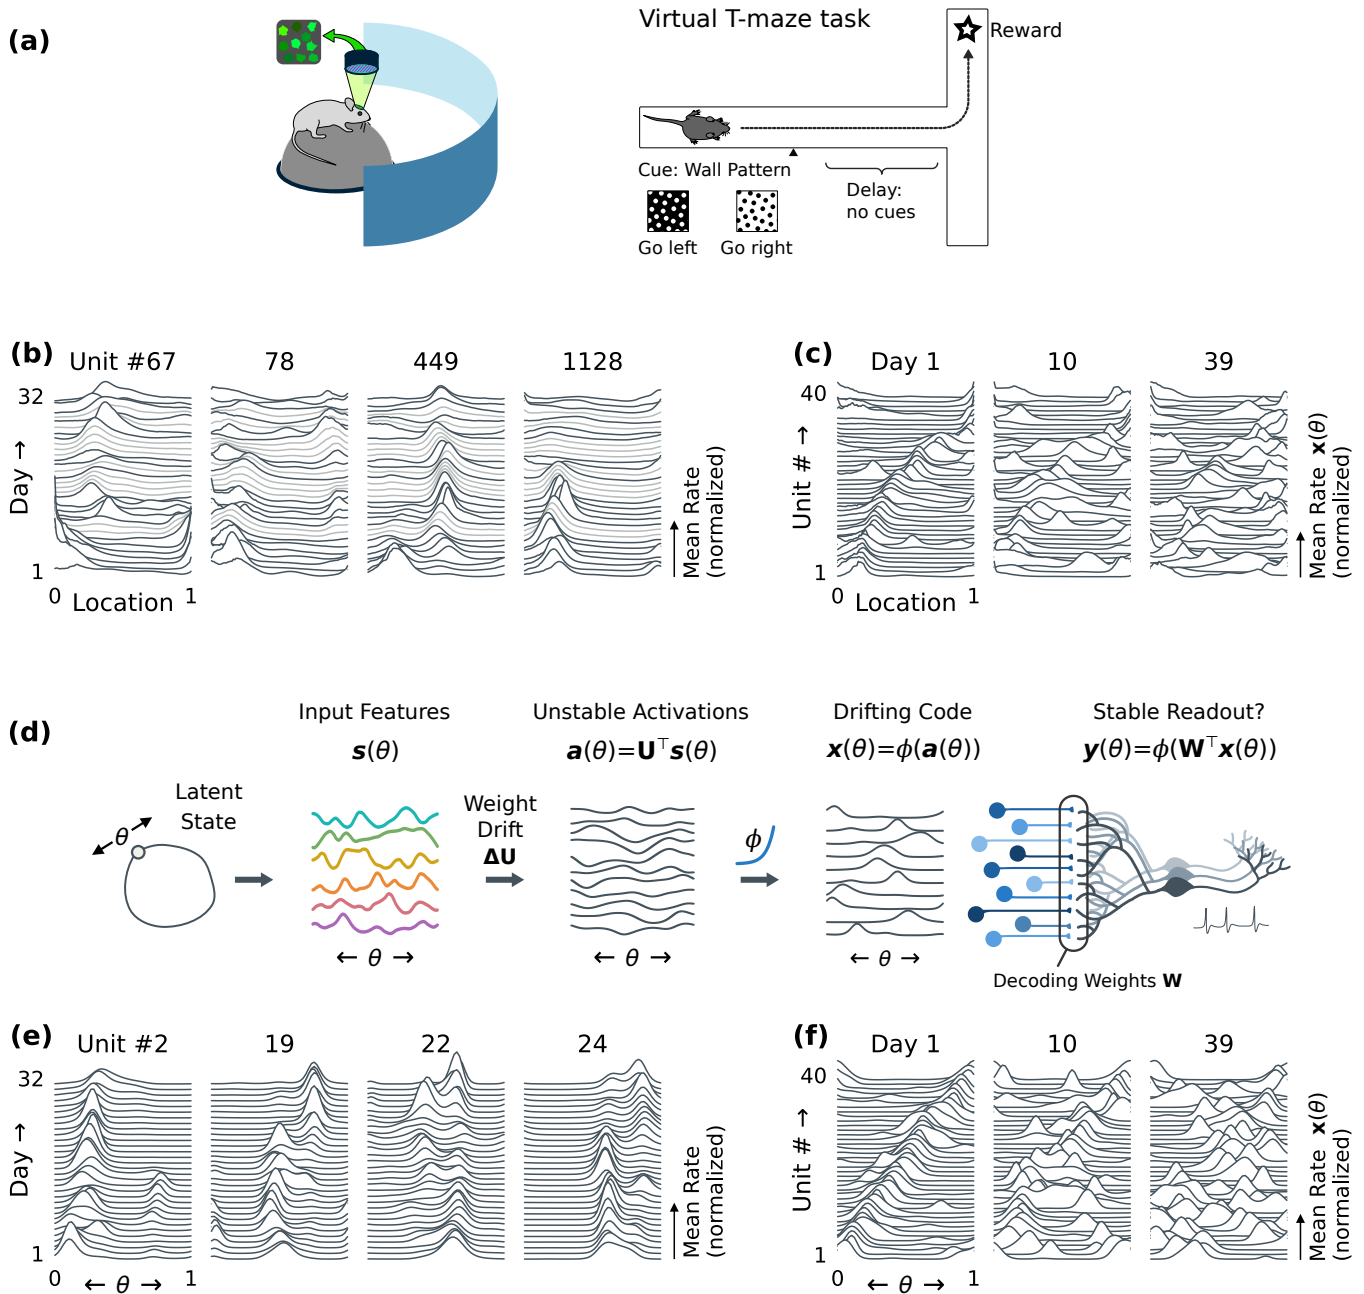 (a)
Virtual T-maze task
Reward
Cue: Wall Pattern
Go left
Go right
Delay:
no cues
(b)
Unit #67
78
449
1128
32
Day →
1
0
Location
1
Mean Rate
(normalized)
(c)
Day 1
10
39
40
Unit # →
1
0
Location
1
Mean Rate x(θ)
(normalized)
(d)
Latent
State
θ
Input Features
s(θ)
← θ →
Weight
Drift
ΔU
Unstable Activations
a(θ)=U⊤s(θ)
← θ →
ϕ
Drifting Code
x(θ)=ϕ(a(θ))
← θ →
Stable Readout?
y(θ)=ϕ(W⊤x(θ))
Decoding Weights W
(e)
Unit #2
19
22
24
32
Day →
1
0
← θ →
1
Mean Rate
(normalized)
(f)
Day 1
10
39
40
Unit # →
1
0
← θ →
1
Mean Rate x(θ)
(normalized)